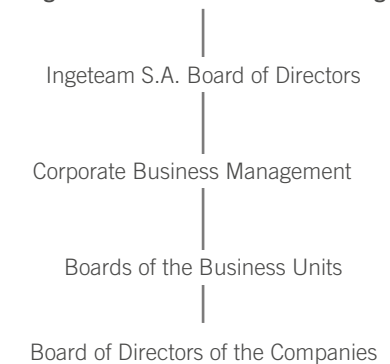 Ingeteam S.A. Board of Directors
Corporate Business Management
Boards of the Business Units
Board of Directors of the Companies